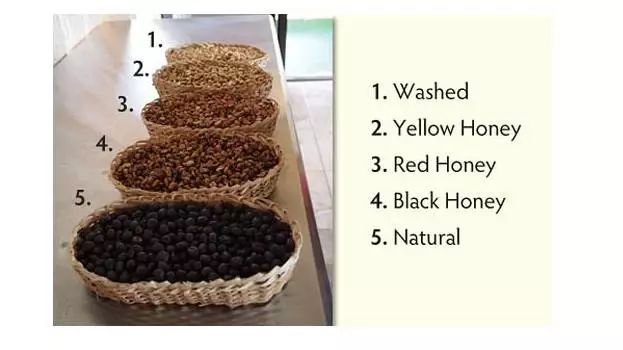 1.
2.
3.
4.
5.
1. Washed
2. Yellow Honey
3. Red Honey
4. Black Honey
5. Natural